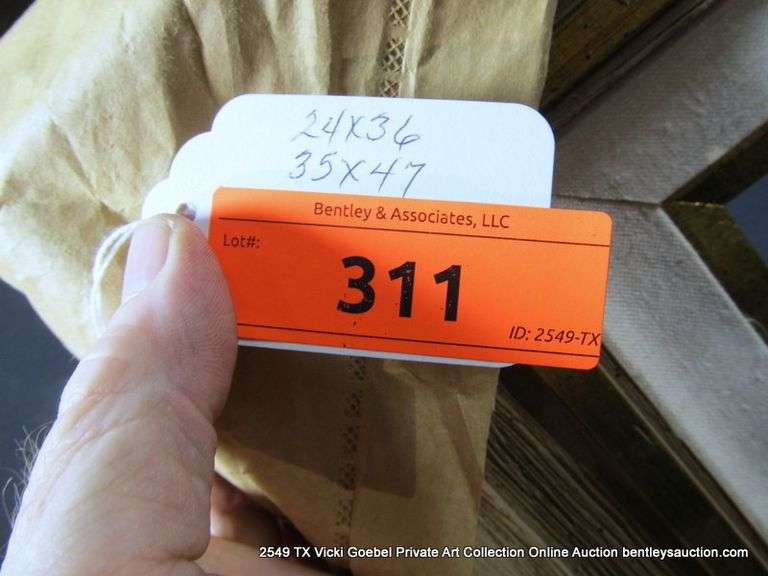 24x36
35x47
Bentley & Associates, LLC
Lot#:
311
ID: 2549-TX
2549 TX Vicki Goebel Private Art Collection Online Auction bentleysauction.com